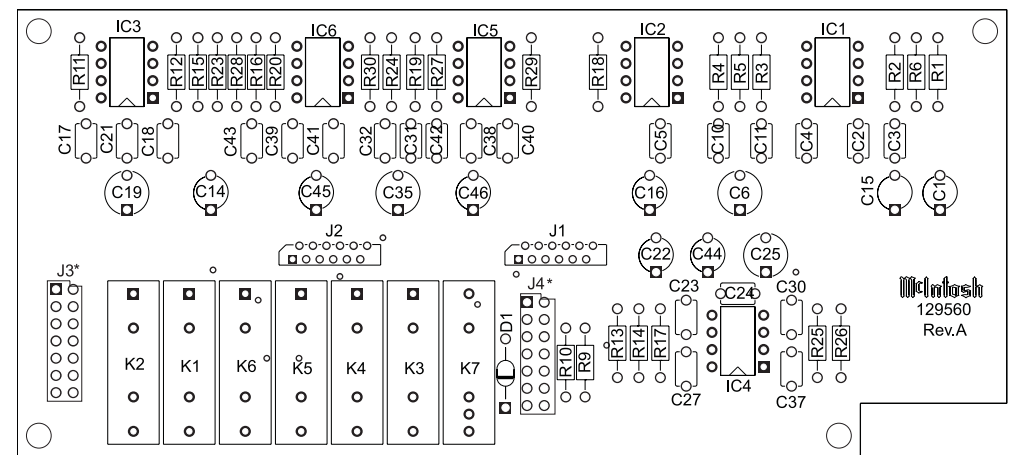 IC3
IC6
IC5
IC2
IC1
R11
R12
R15
R23
R28
R16
R20
R30
R24
R19
R27
R29
R18
R4
R5
R3
R2
R6
R1
C17
C21
C18
C43
C39
C41
C32
C31
C42
C38
C40
C5
C10
C11
C4
C2
C3
C19
C14
C45
C35
C46
C16
C6
C15
C1
J2
J1
C22
C44
C25
J3*
J4*
C23
C24
C30
McIntosh
129560
Rev.A
K2
K1
K6
K5
K4
K3
K7
D1
R10
R9
R13
R14
R17
R25
R26
IC4
C27
C37